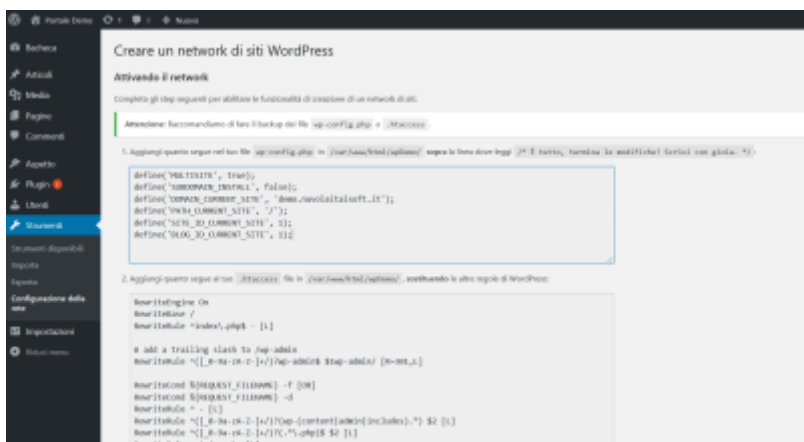 Portale Demo 1 Nuovo
Bacheca
Articoli
Media
Pagine
Commenti
Aspetto
Plugin
Utenti
Strumenti
Strumenti disponibili
Importa
Esporta
Configurazione della
rete
Impostazioni
Riduci menu
Creare un network di siti WordPress
Attivando il network
Completa gli step seguenti per abilitare le funzionalità di creazione di un network di siti.
Attenzione: Raccomandiamo di fare il backup dei file wp-config.php e .htaccess.
1. Aggiungi quanto segue nel tuo file wp-config.php in /var/www/html/wpDemo/ sopra la linea dove leggi /* È tutto, termina le modifiche! Scrivi con gioia. */:
define('MULTISITE', true);
define('SUBDOMAIN_INSTALL', false);
define('DOMAIN_CURRENT_SITE', 'demo.nuvolaitalsoft.it');
define('PATH_CURRENT_SITE', '/');
define('SITE_ID_CURRENT_SITE', 1);
define('BLOG_ID_CURRENT_SITE', 1);
2. Aggiungi quanto segue al tuo .htaccess file in /var/www/html/wpDemo/, sostituendo le altre regole di WordPress:
RewriteEngine On
RewriteBase /
RewriteRule ^index\.php$ - [L]
# add a trailing slash to /wp-admin
RewriteRule ^([_0-9a-zA-Z-]+/)?wp-admin$ $1wp-admin/ [R=301,L]
RewriteCond %{REQUEST_FILENAME} -f [OR]
RewriteCond %{REQUEST_FILENAME} -d
RewriteRule ^ - [L]
RewriteRule ^([_0-9a-zA-Z-]+/)?(wp-(content|admin|includes).*) $2 [L]
RewriteRule ^([_0-9a-zA-Z-]+/)?(.*\.php)$ $2 [L]